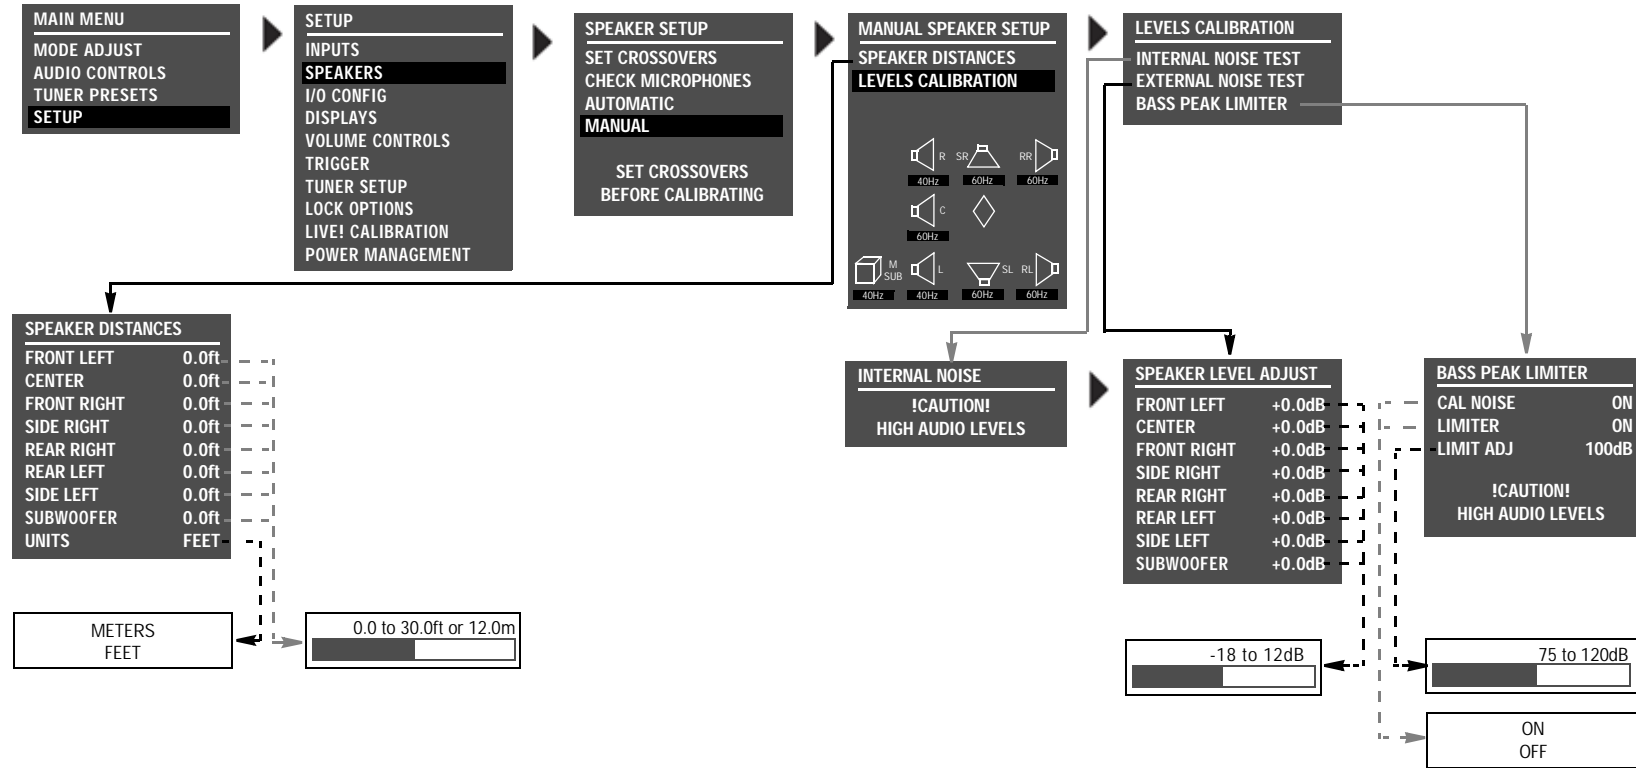 MAIN MENU
MODE ADJUST
AUDIO CONTROLS
TUNER PRESETS
SETUP
SETUP
INPUTS
SPEAKERS
I/O CONFIG
DISPLAYS
VOLUME CONTROLS
TRIGGER
TUNER SETUP
LOCK OPTIONS
LIVE! CALIBRATION
POWER MANAGEMENT
SPEAKER SETUP
SET CROSSOVERS
CHECK MICROPHONES
AUTOMATIC
MANUAL
SET CROSSOVERS
BEFORE CALIBRATING
MANUAL SPEAKER SETUP
SPEAKER DISTANCES
LEVELS CALIBRATION
R SR RR
40Hz 60Hz 60Hz
C
60Hz
M
SUB L SL RL
40Hz 40Hz 60Hz 60Hz
LEVELS CALIBRATION
INTERNAL NOISE TEST
EXTERNAL NOISE TEST
BASS PEAK LIMITER
SPEAKER DISTANCES
FRONT LEFT 0.0ft
CENTER 0.0ft
FRONT RIGHT 0.0ft
SIDE RIGHT 0.0ft
REAR RIGHT 0.0ft
REAR LEFT 0.0ft
SIDE LEFT 0.0ft
SUBWOOFER 0.0ft
UNITS FEET
METERS
FEET
0.0 to 30.0ft or 12.0m
INTERNAL NOISE
!CAUTION!
HIGH AUDIO LEVELS
SPEAKER LEVEL ADJUST
FRONT LEFT +0.0dB
CENTER +0.0dB
FRONT RIGHT +0.0dB
SIDE RIGHT +0.0dB
REAR RIGHT +0.0dB
REAR LEFT +0.0dB
SIDE LEFT +0.0dB
SUBWOOFER +0.0dB
-18 to 12dB
BASS PEAK LIMITER
CAL NOISE ON
LIMITER ON
LIMIT ADJ 100dB
!CAUTION!
HIGH AUDIO LEVELS
75 to 120dB
ON
OFF